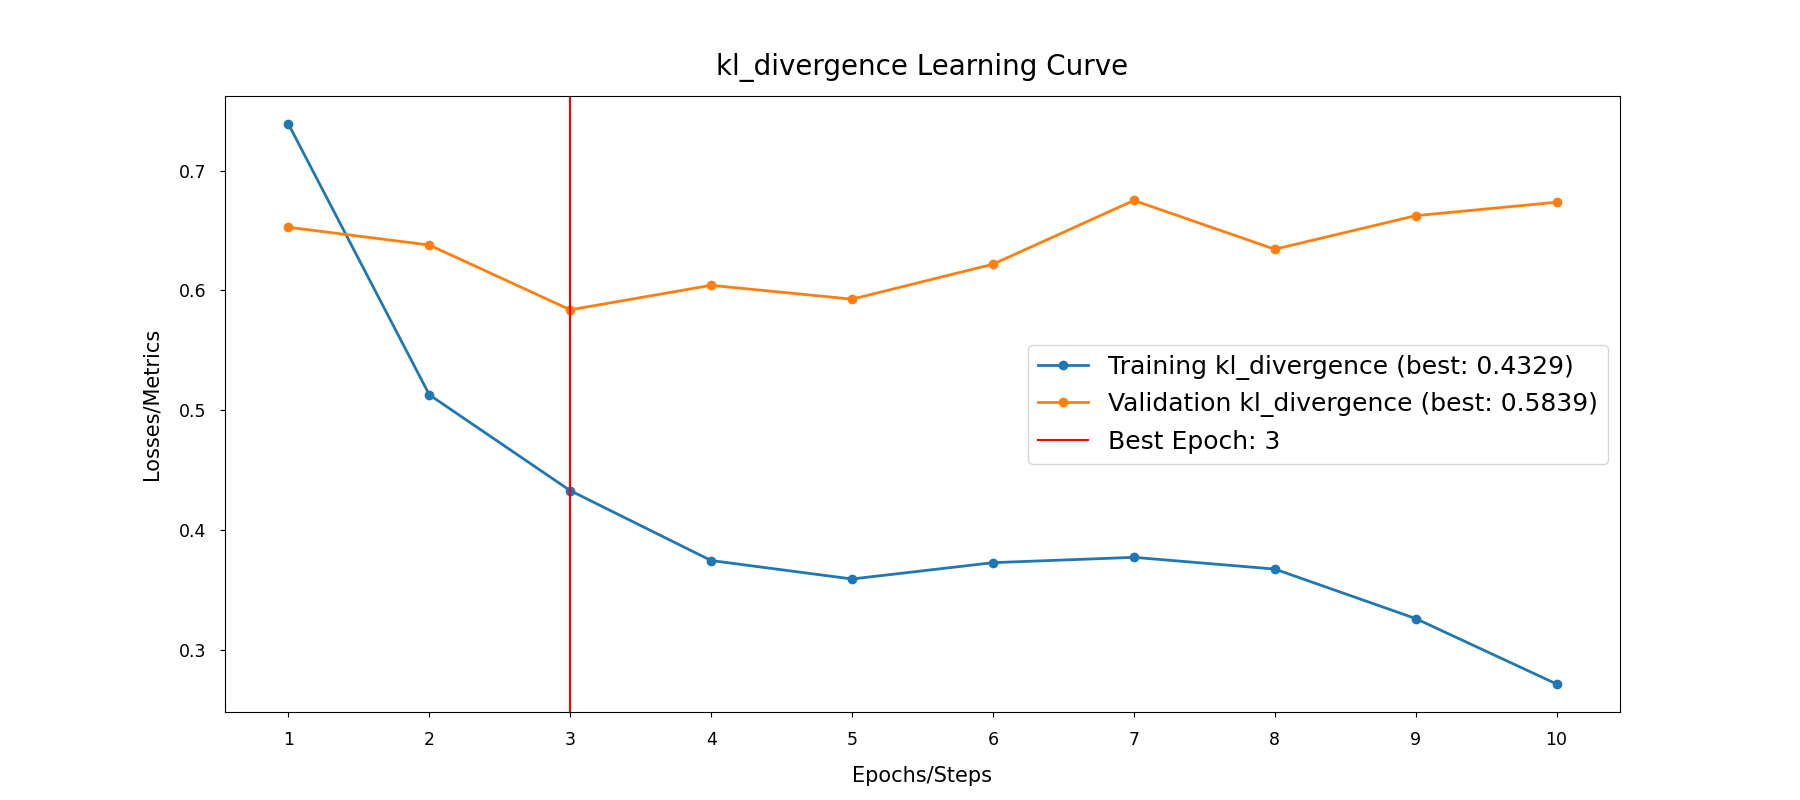 kl_divergence Learning Curve
Losses/Metrics
0.7
0.6
0.5
0.4
0.3
Training kl_divergence (best: 0.4329)
Validation kl_divergence (best: 0.5839)
Best Epoch: 3
1 2 3 4 5 6 7 8 9 10
Epochs/Steps